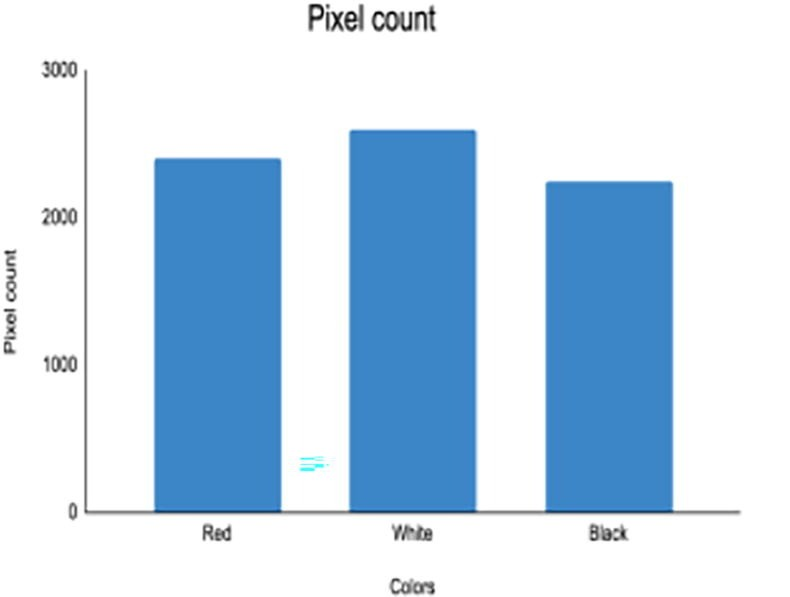 Pixel count
3000
2000
1000
0
Pixel count
Red
White
Black
Colors